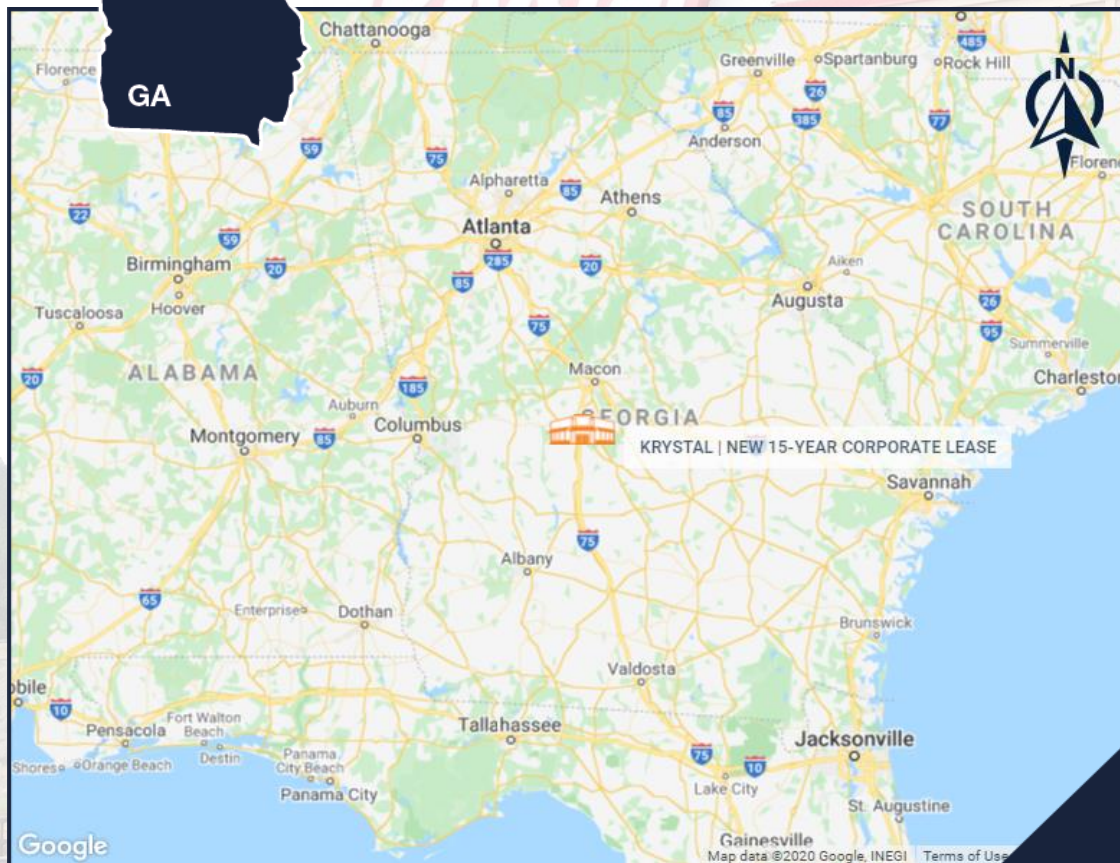 Chattanooga
485
Florence
GA
Greenville
Spartanburg
Rock Hill
N
26
59
85
385
77
75
Anderson
Alpharetta
85
Athens
22
59
Atlanta
SOUTH
CAROLINA
285
20
Birmingham
20
85
Aiken
Hoover
Augusta
26
Tuscaloosa
75
95
Summerville
20
ALABAMA
Macon
Charleston
185
Auburn
Columbus
GEORGIA
Montgomery
85
KRYSTAL | NEW 15-YEAR CORPORATE LEASE
Savannah
75
Albany
65
Enterprise
Dothan
Brunswick
Valdosta
10
Pensacola
Fort Walton
Beach
Tallahassee
Jacksonville
75
10
Shores
Orange Beach
Destin
Panama
City Beach
Panama City
Lake City
St. Augustine
Gainesville
Google
Map data ©2020 Google, INEGI
Terms of Use